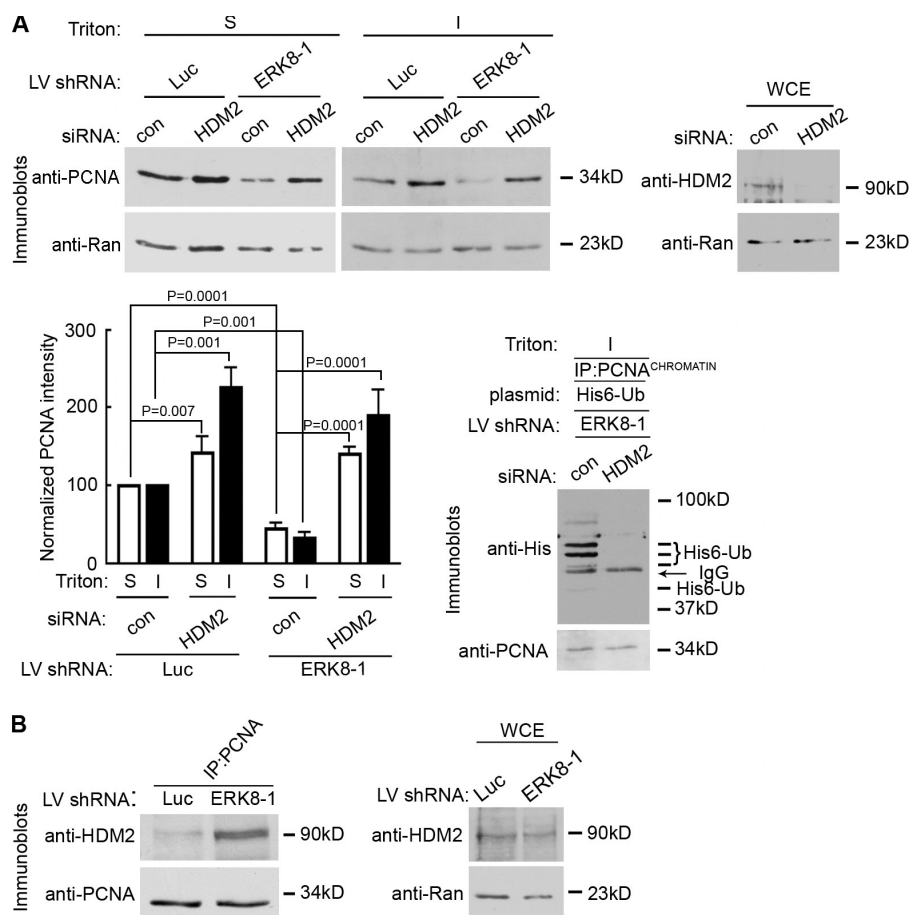 A
Triton: S I
LV shRNA: Luc ERK8-1 Luc ERK8-1
WCE
siRNA: con HDM2 con HDM2 con HDM2 con HDM2
siRNA: con HDM2
Immunoblots
anti-PCNA 34kD
anti-HDM2 90kD
anti-Ran 23kD
anti-Ran 23kD
Normalized PCNA intensity
300
200
100
0
P=0.0001
P=0.001
P=0.001
P=0.0001
P=0.007
P=0.0001
Triton: S I S I S I S I
siRNA: con HDM2 con HDM2
LV shRNA: Luc ERK8-1
Triton: I
IP:PCNA CHROMATIN
plasmid: His6-Ub
LV shRNA: ERK8-1
siRNA: con HDM2
Immunoblots
100kD
anti-His
His6-Ub
IgG
His6-Ub
37kD
anti-PCNA 34kD
B
IP:PCNA
LV shRNA: Luc ERK8-1
WCE
LV shRNA: Luc ERK8-1
Immunoblots
anti-HDM2 90kD
anti-HDM2 90kD
anti-PCNA 34kD
anti-Ran 23kD